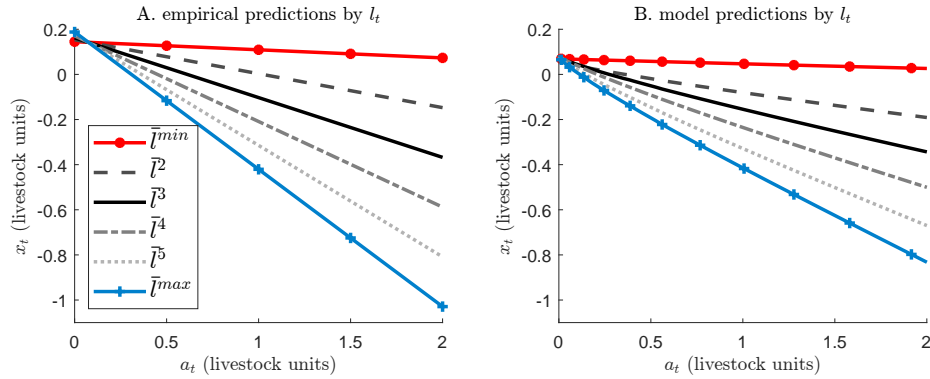 A. empirical predictions by l_t
0.2
0
-0.2
-0.4
-0.6
-0.8
-1
x_t (livestock units)
l̄^min
l̄^2
l̄^3
l̄^4
l̄^5
l̄^max
0 0.5 1 1.5 2
a_t (livestock units)
B. model predictions by l_t
0.2
0
-0.2
-0.4
-0.6
-0.8
-1
x_t (livestock units)
0 0.5 1 1.5 2
a_t (livestock units)